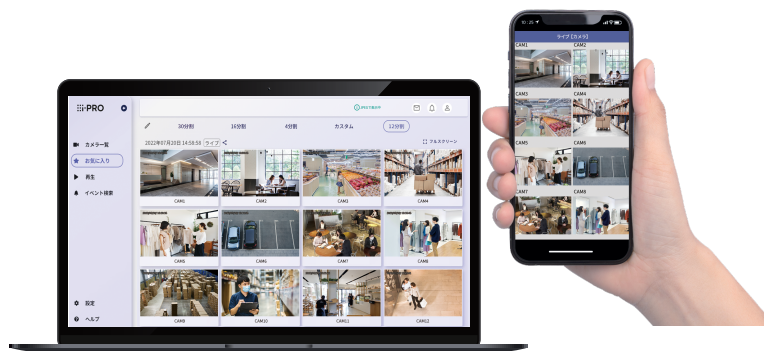 i-PRO
30分割
16分割
4分割
カスタム
12分割
2022年07月20日 14:58:58
ライブ
フルスクリーン
カメラ一覧
お気に入り
再生
イベント検索
設定
ヘルプ
CAM1
CAM2
CAM3
CAM4
CAM5
CAM6
CAM7
CAM8
CAM9
CAM10
CAM11
CAM12
10:25
ライブ【カメラ】
CAM1
CAM2
CAM3
CAM4
CAM5
CAM6
CAM7
CAM8